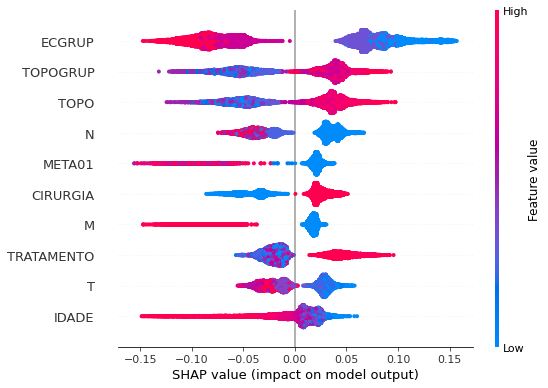 High
ECGRUP
TOPOGRUP
TOPO
N
META01
CIRURGIA
M
TRATAMENTO
T
IDADE
Feature value
Low
−0.15 −0.10 −0.05 0.00 0.05 0.10 0.15
SHAP value (impact on model output)